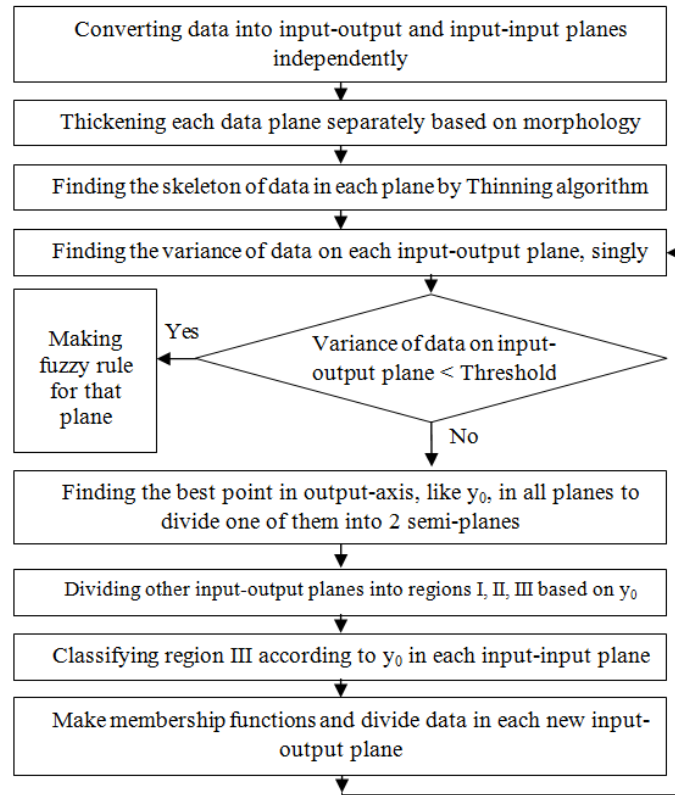 Converting data into input-output and input-input planes
independently
Thickening each data plane separately based on morphology
Finding the skeleton of data in each plane by Thinning algorithm
Finding the variance of data on each input-output plane, singly
Making
fuzzy rule
for that
plane
Yes
Variance of data on input-
output plane < Threshold
No
Finding the best point in output-axis, like y₀, in all planes to
divide one of them into 2 semi-planes
Dividing other input-output planes into regions I, II, III based on y₀
Classifying region III according to y₀ in each input-input plane
Make membership functions and divide data in each new input-
output plane